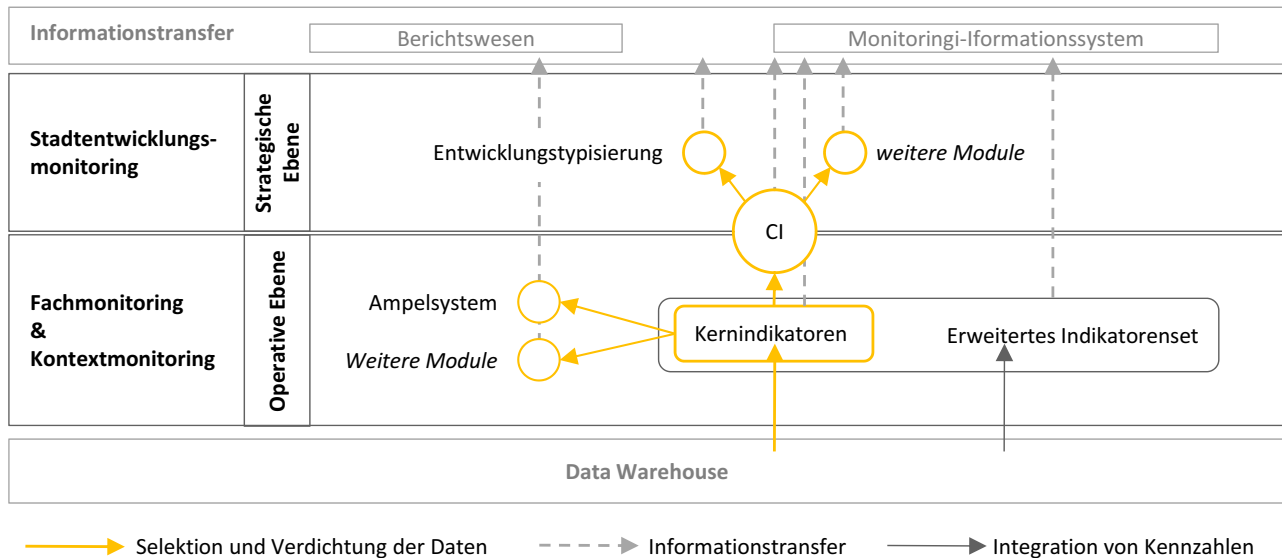 Informationstransfer
Berichtswesen
Monitoringi-Iformationssystem
Stadtentwicklungs-
monitoring
Strategische
Ebene
Entwicklungstypisierung
weitere Module
CI
Fachmonitoring
&
Kontextmonitoring
Operative Ebene
Ampelsystem
Weitere Module
Kernindikatoren
Erweitertes Indikatorenset
Data Warehouse
Selektion und Verdichtung der Daten
Informationstransfer
Integration von Kennzahlen